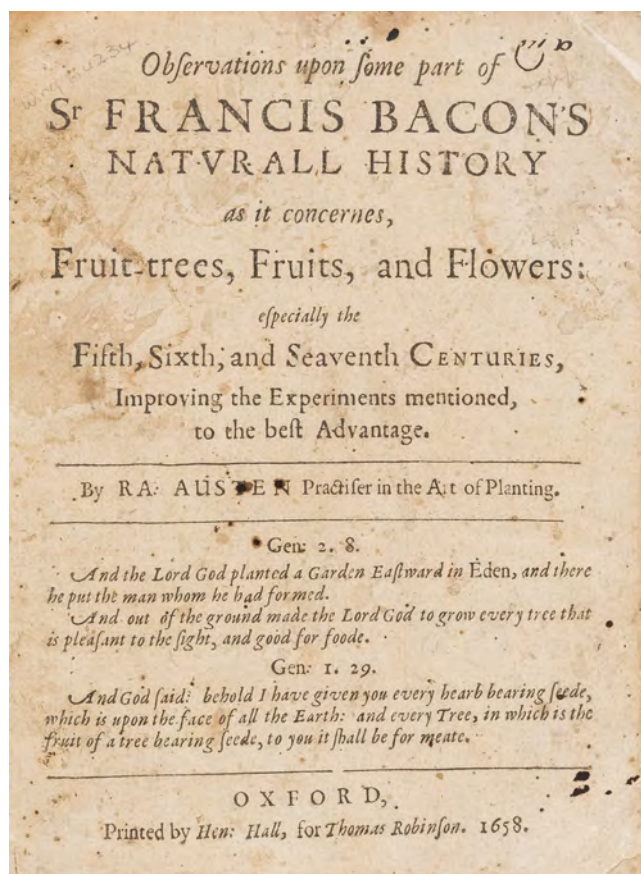 Obſervations upon ſome part of
Sr FRANCIS BACON'S
NATVRALL HISTORY
as it concernes,
Fruit-trees, Fruits, and Flowers:
eſpecially the
Fifth, Sixth, and Seaventh CENTURIES,
Improving the Experiments mentioned,
to the beſt Advantage.
By RA: AUSTEN Practiſer in the Art of Planting.
Gen: 2. 8.
And the Lord God planted a Garden Eaſtward in Eden, and there
he put the man whom he had formed.
And out of the ground made the Lord God to grow every tree that
is pleaſant to the ſight, and good for foode.
Gen: 1. 29.
And God ſaid: behold I have given you every hearb bearing ſeede,
which is upon the face of all the Earth: and every Tree, in which is the
fruit of a tree bearing ſeede, to you it ſhall be for meate.
OXFORD,
Printed by Hen: Hall, for Thomas Robinſon. 1658.